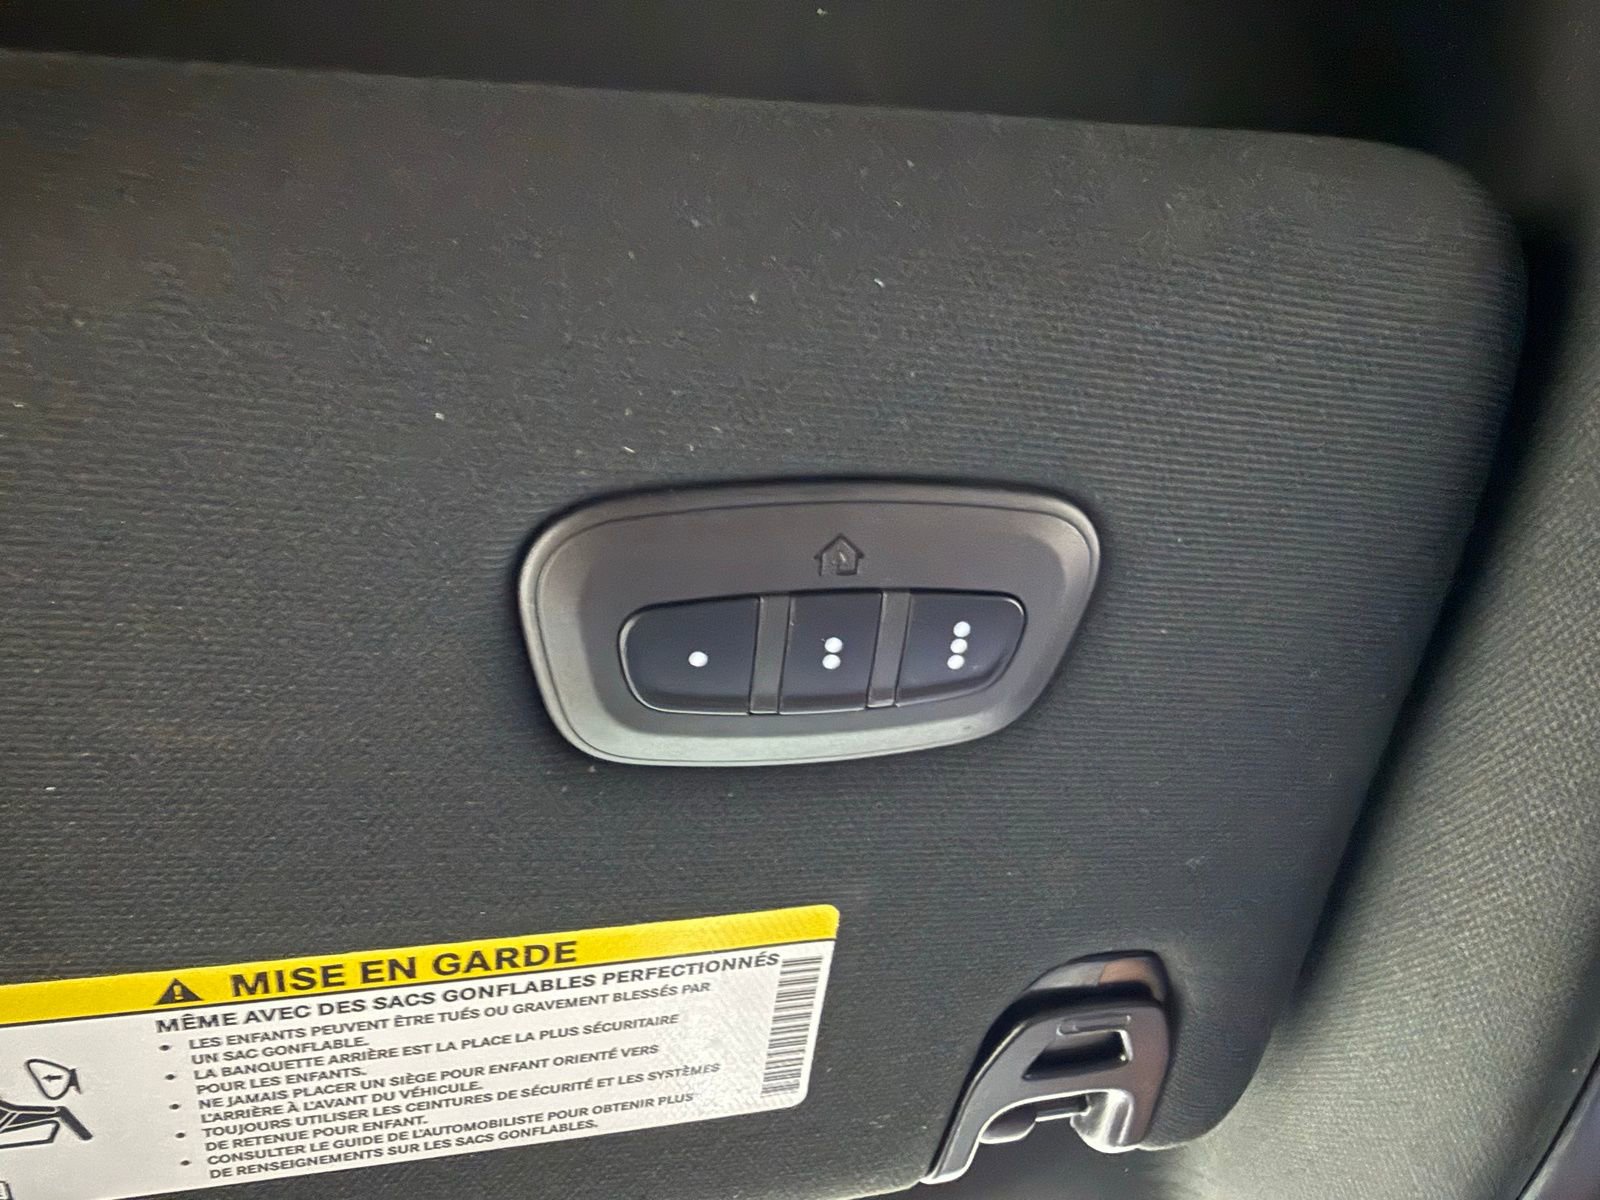 MISE EN GARDE
MÊME AVEC DES SACS GONFLABLES PERFECTIONNÉS
• LES ENFANTS PEUVENT ÊTRE TUÉS OU GRAVEMENT BLESSÉS PAR
UN SAC GONFLABLE.
• LA BANQUETTE ARRIÈRE EST LA PLACE LA PLUS SÉCURITAIRE
POUR LES ENFANTS.
• NE JAMAIS PLACER UN SIÈGE POUR ENFANT ORIENTÉ VERS
L'ARRIÈRE À L'AVANT DU VÉHICULE.
• TOUJOURS UTILISER LES CEINTURES DE SÉCURITÉ ET LES SYSTÈMES
DE RETENUE POUR ENFANT.
• CONSULTER LE GUIDE DE L'AUTOMOBILISTE POUR OBTENIR PLUS
DE RENSEIGNEMENTS SUR LES SACS GONFLABLES.